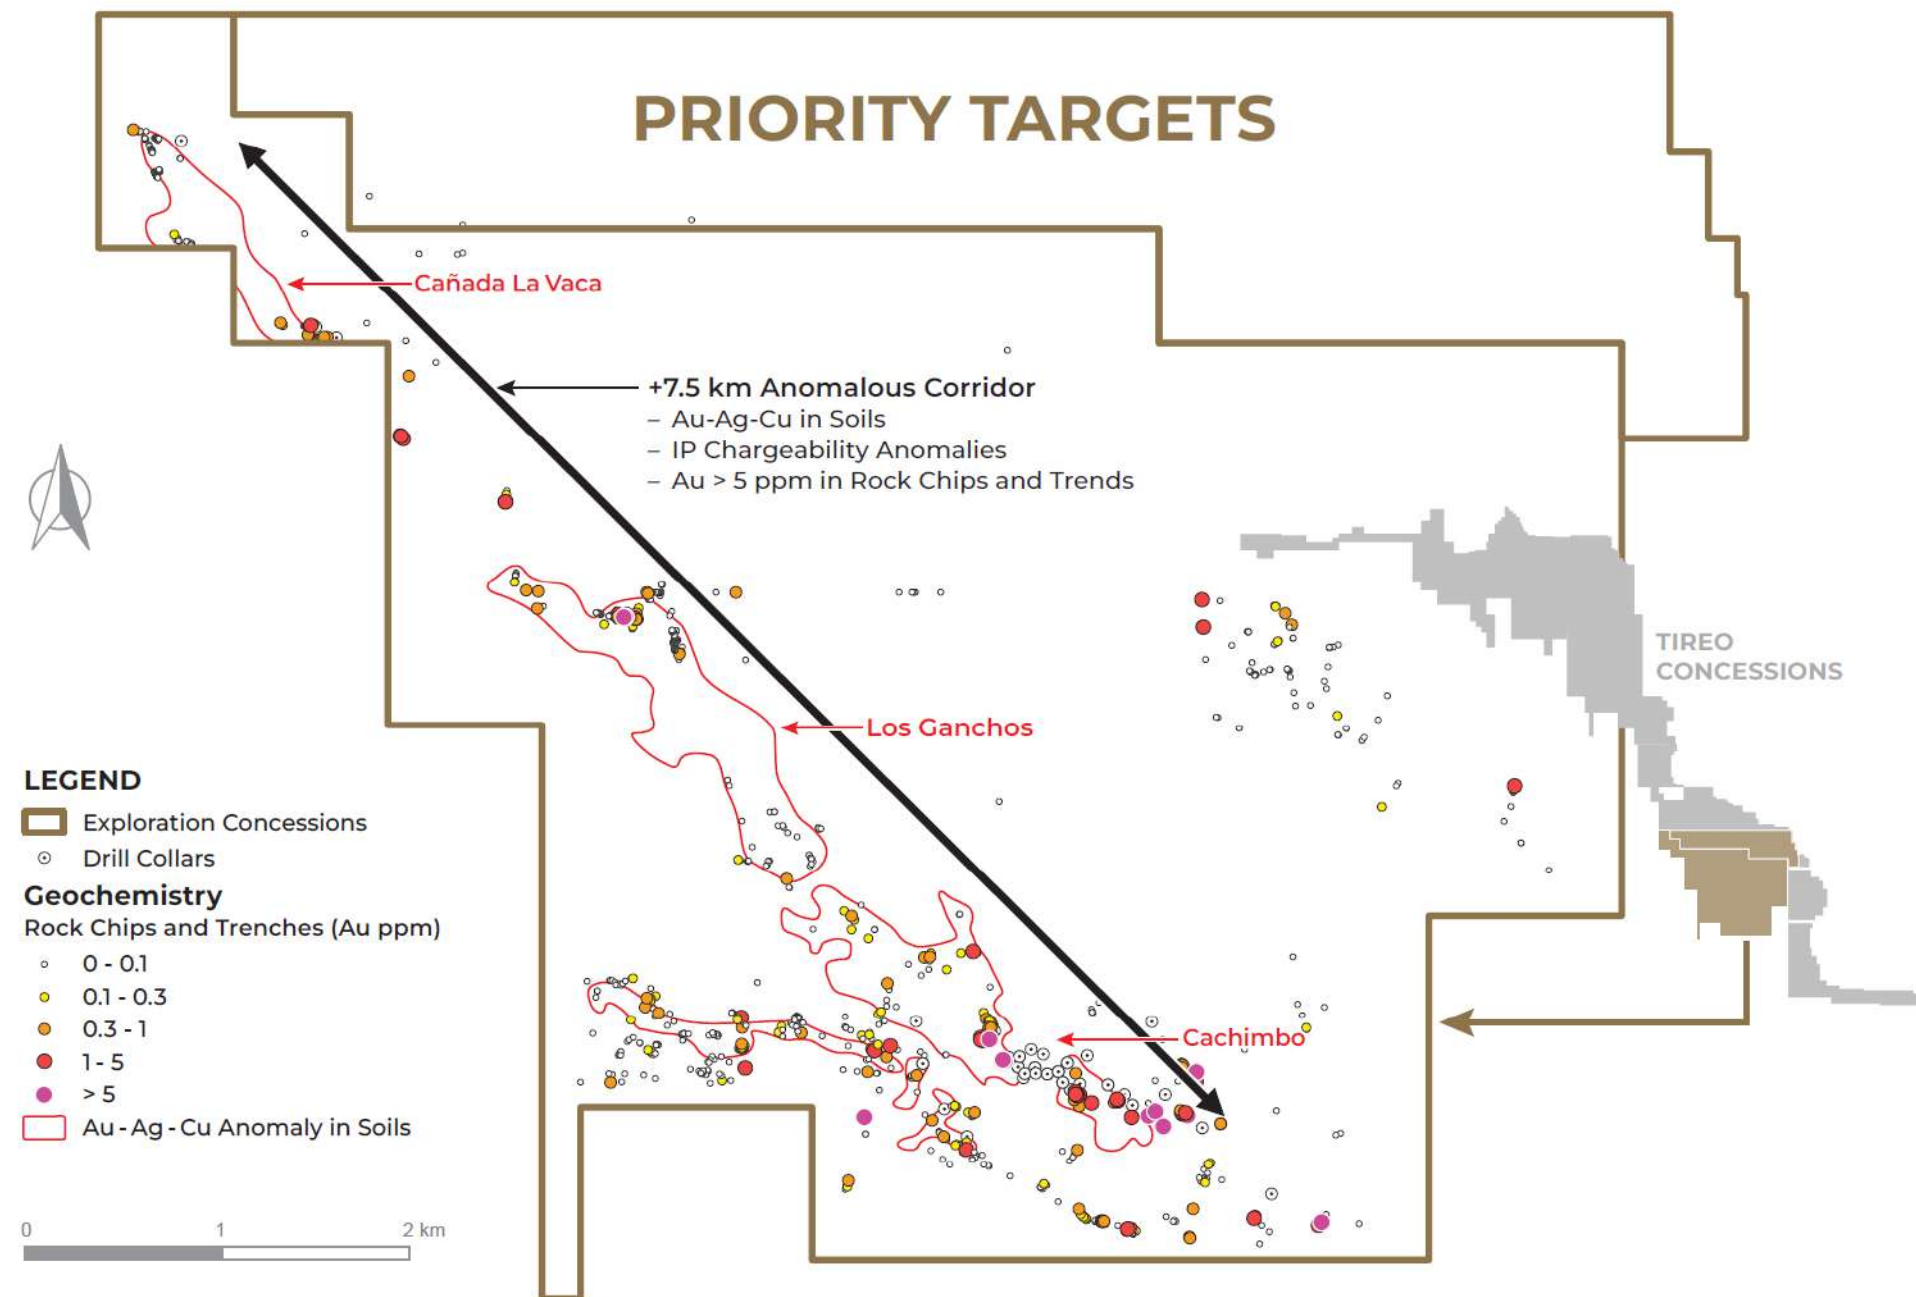 PRIORITY TARGETS
Cañada La Vaca
+7.5 km Anomalous Corridor
– Au-Ag-Cu in Soils
– IP Chargeability Anomalies
– Au > 5 ppm in Rock Chips and Trends
TIREO
CONCESSIONS
Los Ganchos
Cachimbo
LEGEND
Exploration Concessions
Drill Collars
Geochemistry
Rock Chips and Trenches (Au ppm)
0 - 0.1
0.1 - 0.3
0.3 - 1
1 - 5
> 5
Au - Ag - Cu Anomaly in Soils
0 1 2 km